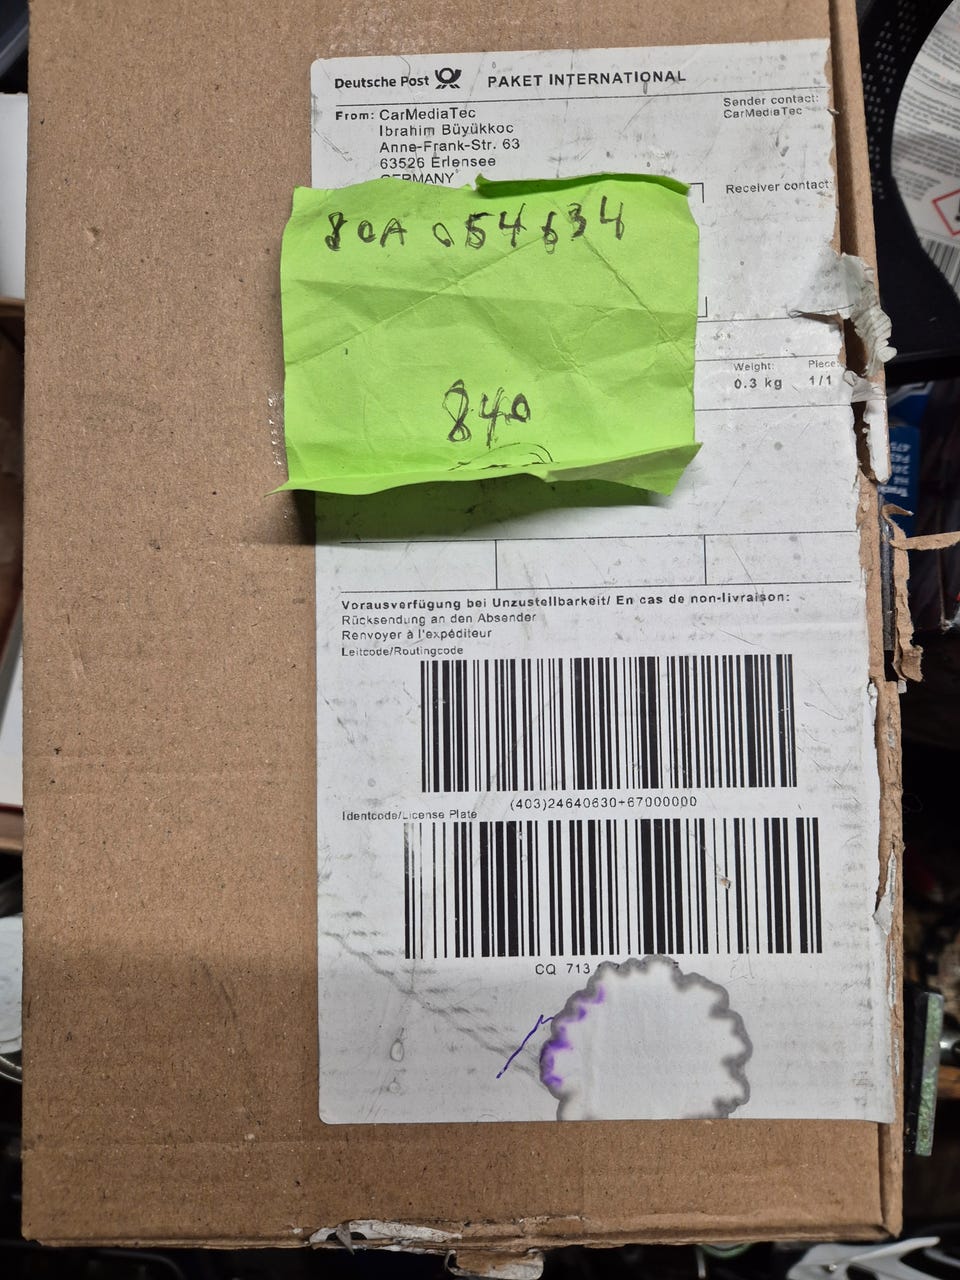 Deutsche Post PAKET INTERNATIONAL
From: CarMediaTec
Ibrahim Büyükkoc
Anne-Frank-Str. 63
63526 Erlensee
GERMANY
Sender contact:
CarMediaTec
Receiver contact:
80A 054634
840
Weight:
0.3 kg
Piece:
1/1
Vorausverfügung bei Unzustellbarkeit/ En cas de non-livraison:
Rücksendung an den Absender
Renvoyer à l'expéditeur
Leitcode/Routingcode
(403)24640630+67000000
Identcode/License Plate
CQ 713